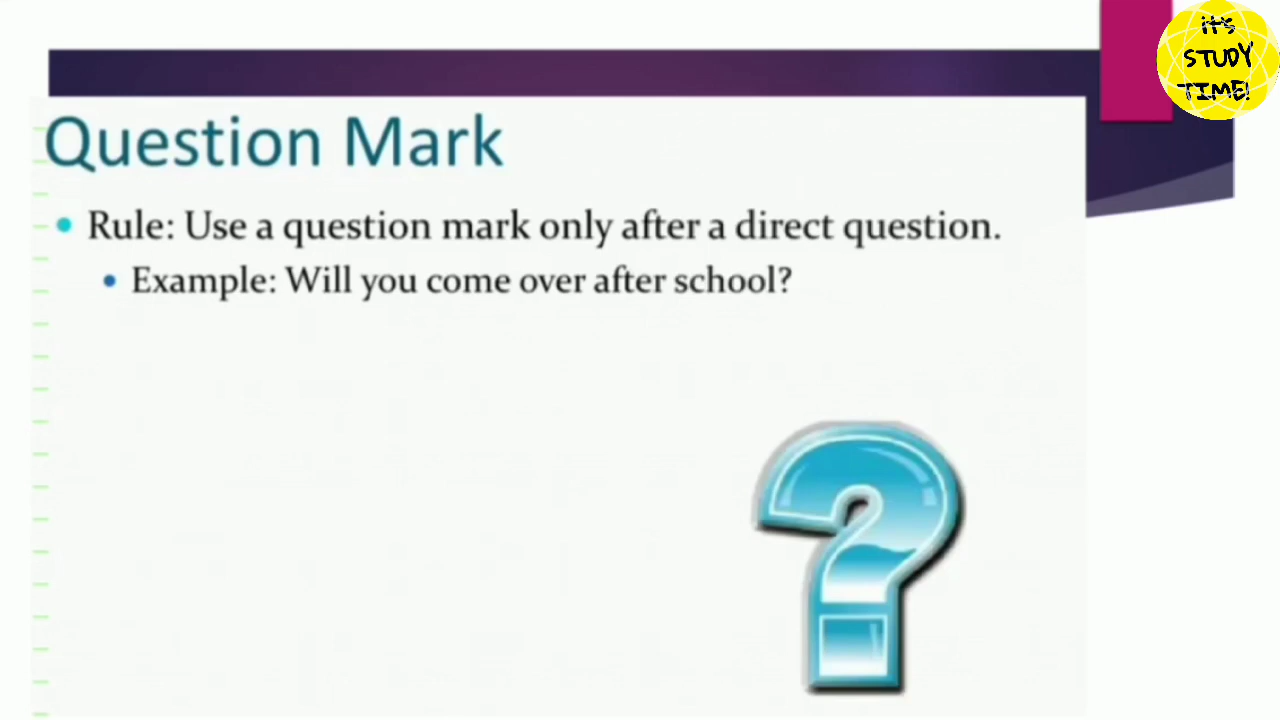 it's
STUDY
TIME!
Question Mark
Rule: Use a question mark only after a direct question.
Example: Will you come over after school?
?